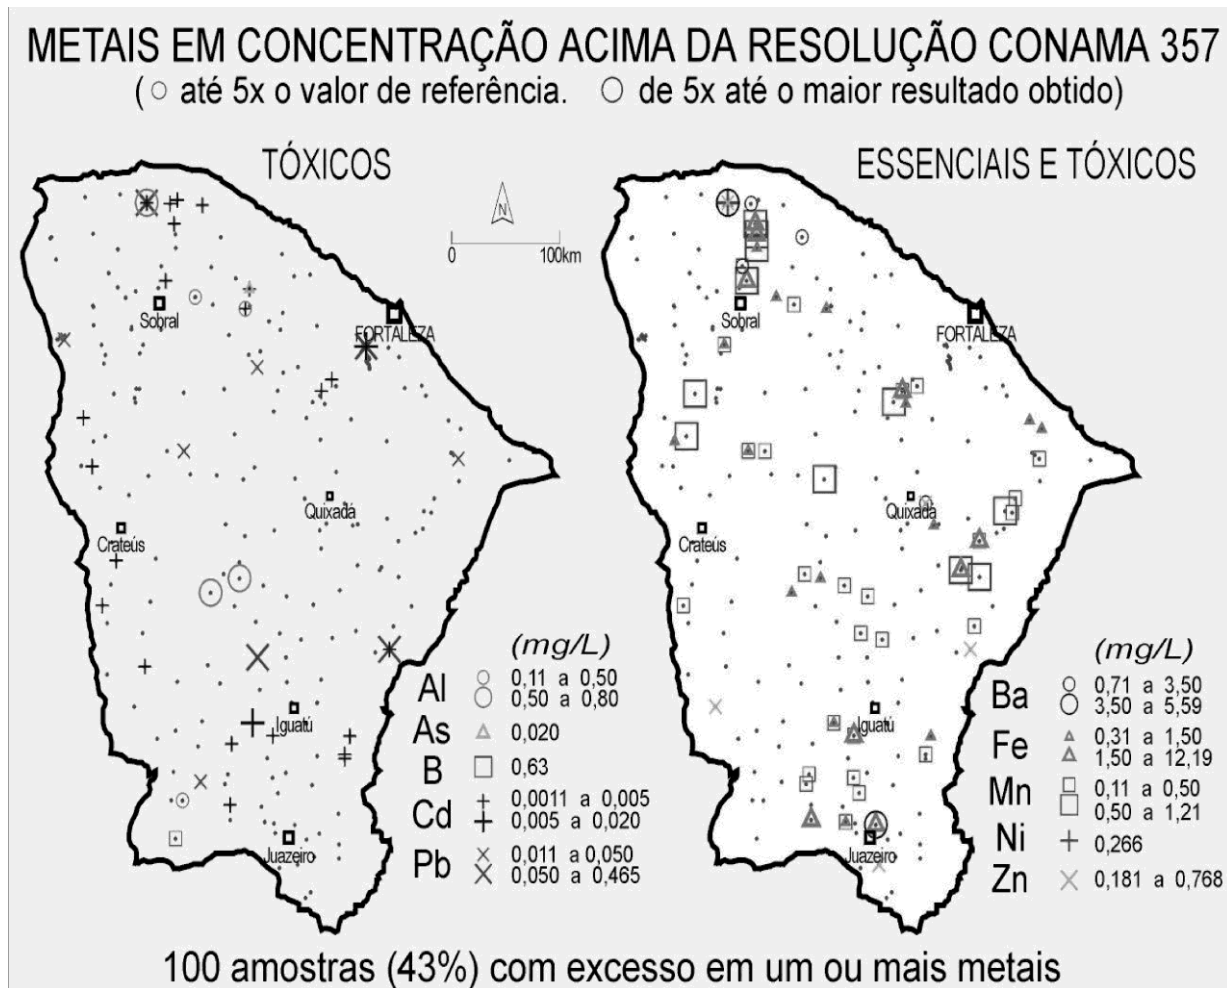 METAIS EM CONCENTRAÇÃO ACIMA DA RESOLUÇÃO CONAMA 357
( até 5x o valor de referência. de 5x até o maior resultado obtido)
TÓXICOS
N
0 100km
Sobral
FORTALEZA
Quixadá
Crateús
Iguatú
Juazeiro
(mg/L)
Al 0,11 a 0,50
0,50 a 0,80
As 0,020
B 0,63
Cd 0,0011 a 0,005
0,005 a 0,020
Pb 0,011 a 0,050
0,050 a 0,465
ESSENCIAIS E TÓXICOS
Sobral
FORTALEZA
Quixadá
Crateús
Iguatú
Juazeiro
(mg/L)
Ba 0,71 a 3,50
3,50 a 5,59
Fe 0,31 a 1,50
1,50 a 12,19
Mn 0,11 a 0,50
0,50 a 1,21
Ni 0,266
Zn 0,181 a 0,768
100 amostras (43%) com excesso em um ou mais metais